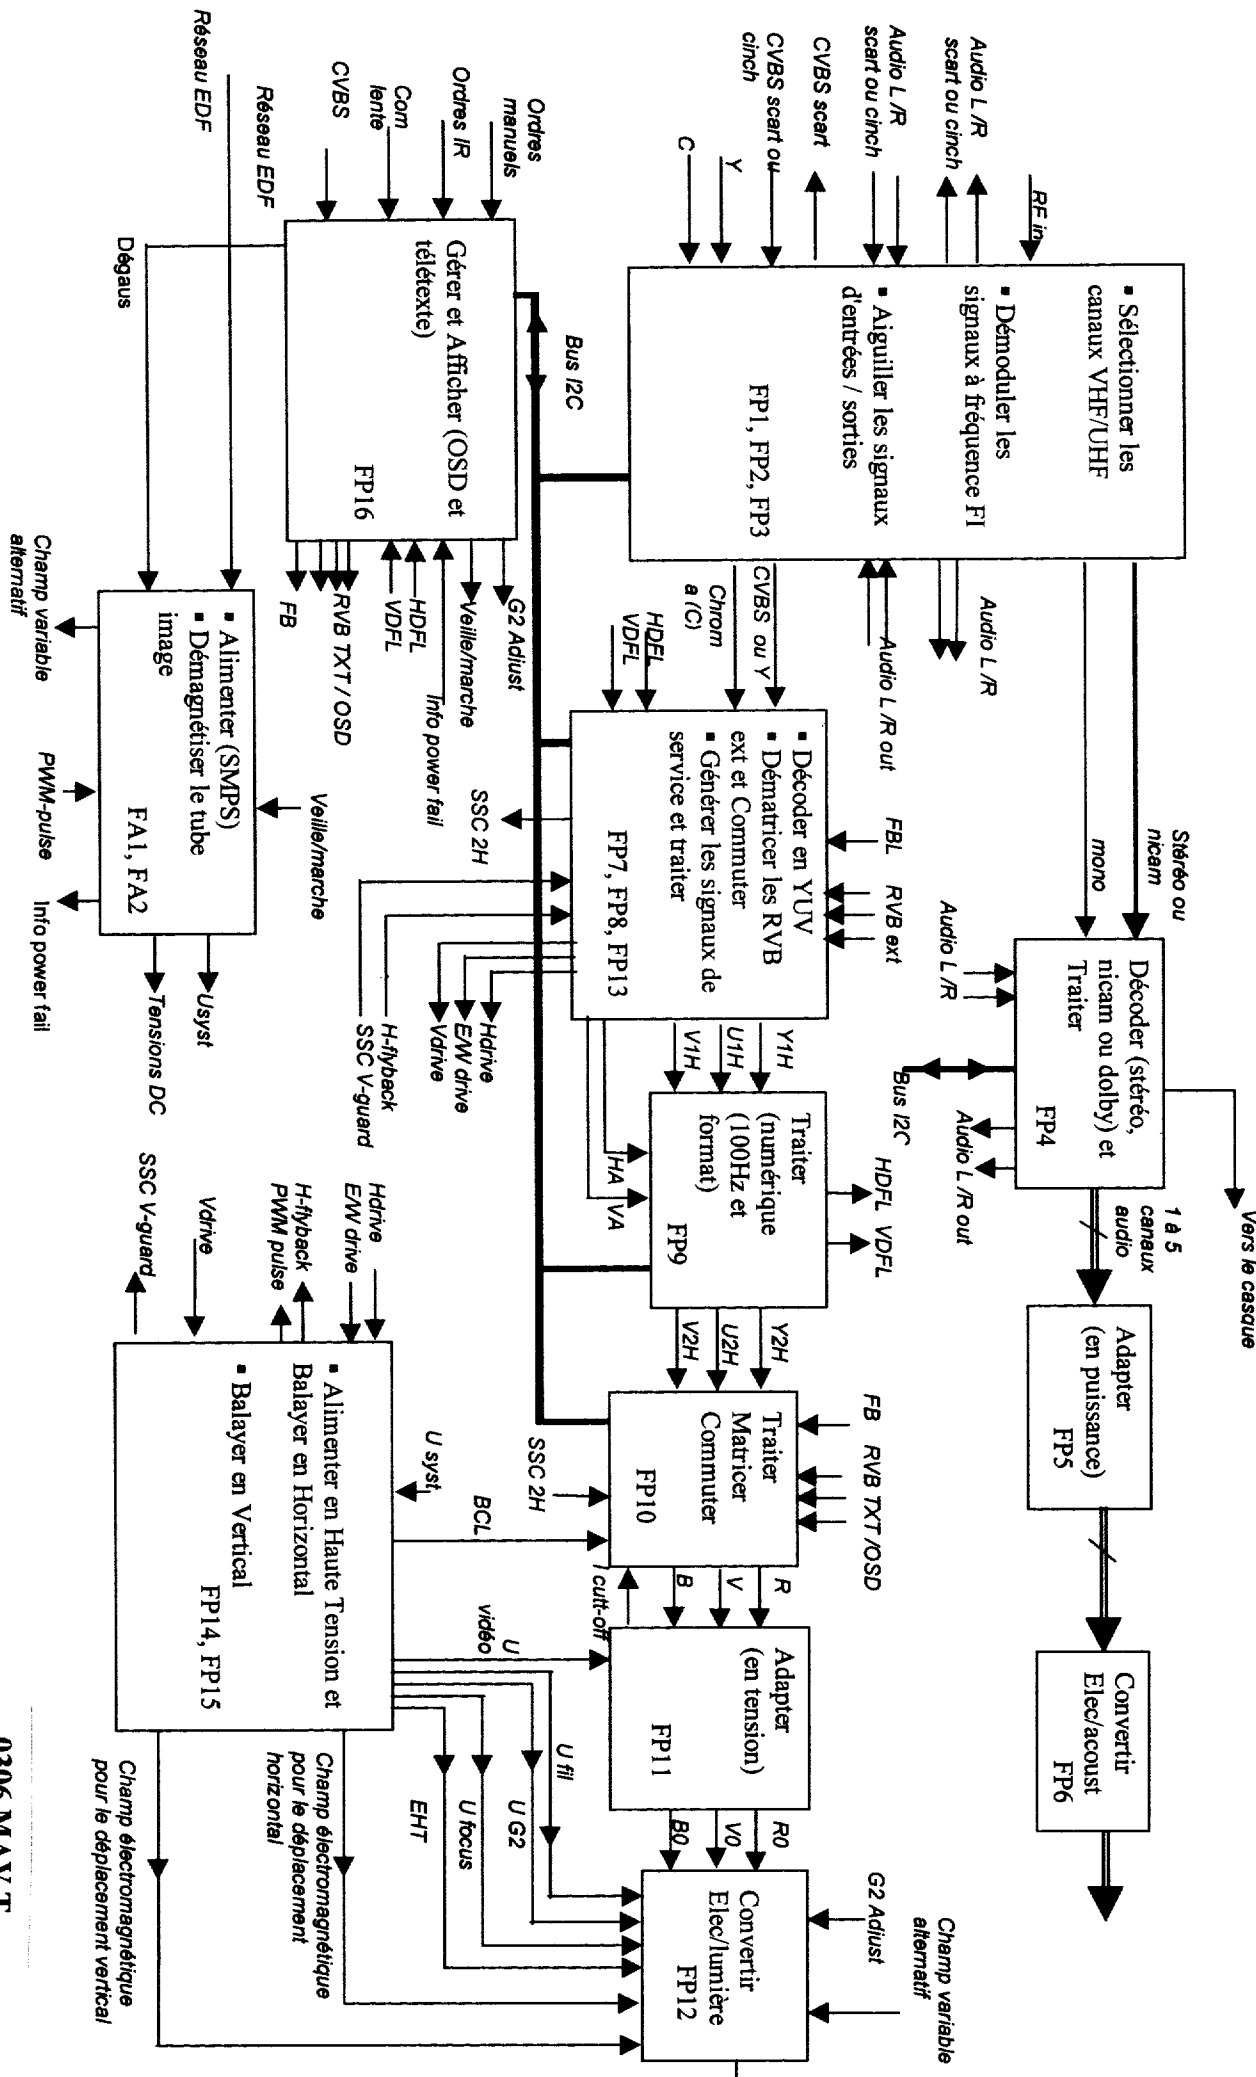 RF in
Audio L /R
scart ou cinch
Audio L /R
scart ou cinch
CVBS scart
CVBS scart ou
cinch
Y
C
▪ Sélectionner les
canaux VHF/UHF
▪ Démoduler les
signaux à fréquence FI
▪ Aiguiller les signaux
d'entrées / sorties
FP1, FP2, FP3
Stéréo ou
nicam
mono
Audio L /R
Audio L /R out
CVBS ou Y
Chrom
a (C)
HDFL
VDFL
Vers le casque
Décoder (stéréo,
nicam ou dolby) et
Traiter
FP4
Audio L /R
Bus I2C
Audio L /R out
1 à 5
canaux
audio
Adapter
(en puissance)
FP5
Convertir
Elec/acoust
FP6
FBL
RVB ext
▪ Décoder en YUV
▪ Dématricer les RVB
ext et Commuter
▪ Générer les signaux de
service et traiter
FP7, FP8, FP13
SSC 2H
H-flyback
SSC V-guard
Hdrive
E/W drive
Vdrive
Y1H
U1H
V1H
HA
VA
HDFL
VDFL
Traiter
(numérique
(100Hz et
format)
FP9
Y2H
U2H
V2H
FB
RVB TXT /OSD
Traiter
Matricer
Commuter
FP10
SSC 2H
BCL
R
V
B
I cutt-off
Adapter
(en tension)
FP11
U
vidéo
R0
V0
B0
G2 Adjust
Champ variable
alternatif
Convertir
Elec/lumière
FP12
Bus I2C
Ordres
manuels
Ordres IR
Com
lente
CVBS
Gérer et Afficher (OSD et
télétexte)
FP16
G2 Adjust
Veille/marche
Info power fail
HDFL
VDFL
RVB TXT / OSD
FB
Réseau EDF
Réseau EDF
Dégaus
▪ Alimenter (SMPS)
▪ Démagnétiser le tube
image
FA1, FA2
Veille/marche
Champ variable
alternatif
PWM-pulse
Info power fail
Usyst
Tensions DC
Hdrive
E/W drive
H-flyback
PWM pulse
Vdrive
SSC V-guard
U syst
▪ Alimenter en Haute Tension et
Balayer en Horizontal
▪ Balayer en Vertical
FP14, FP15
U fil
U G2
U focus
EHT
Champ électromagnétique
pour le déplacement
horizontal
Champ électromagnétique
pour le déplacement vertical